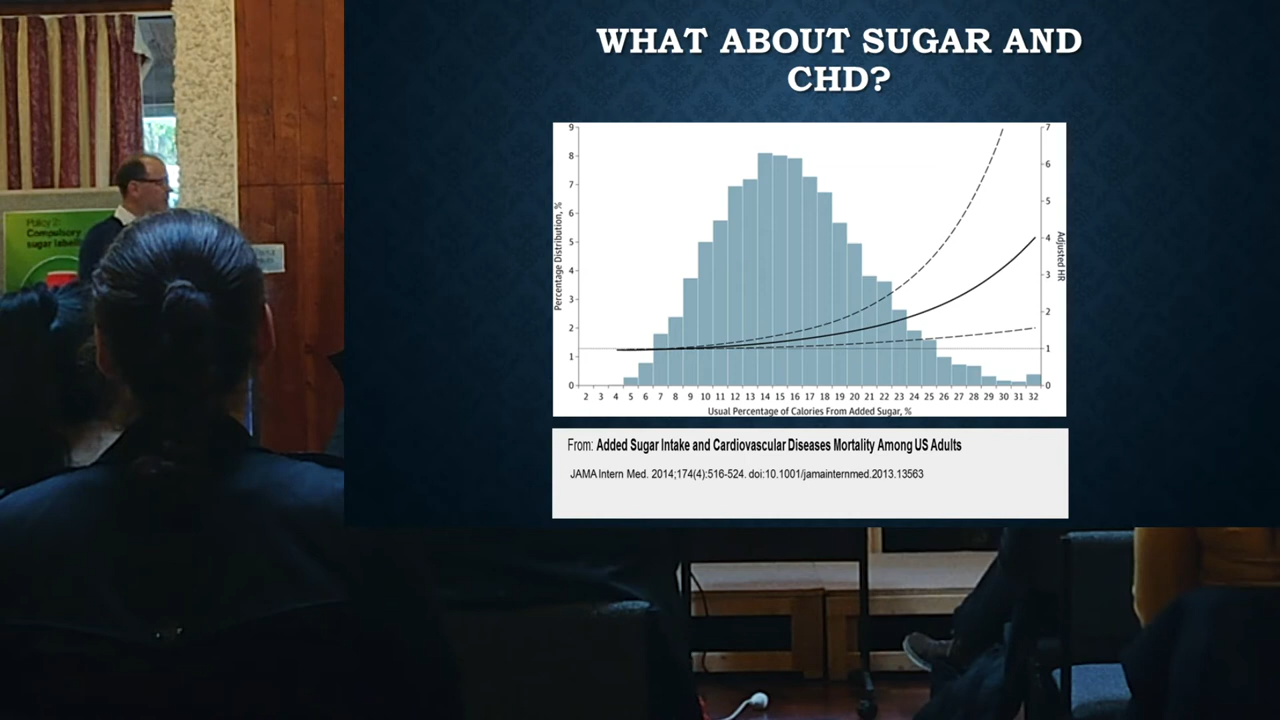 WHAT ABOUT SUGAR AND
CHD?
9
8
7
6
5
4
3
2
1
0
Percentage Distribution, %
7
6
5
4
3
2
1
0
Adjusted HR
2 3 4 5 6 7 8 9 10 11 12 13 14 15 16 17 18 19 20 21 22 23 24 25 26 27 28 29 30 31 32
Usual Percentage of Calories From Added Sugar, %
From: Added Sugar Intake and Cardiovascular Diseases Mortality Among US Adults
JAMA Intern Med. 2014;174(4):516-524. doi:10.1001/jamainternmed.2013.13563
Policy 2:
Compulsory
sugar labelli